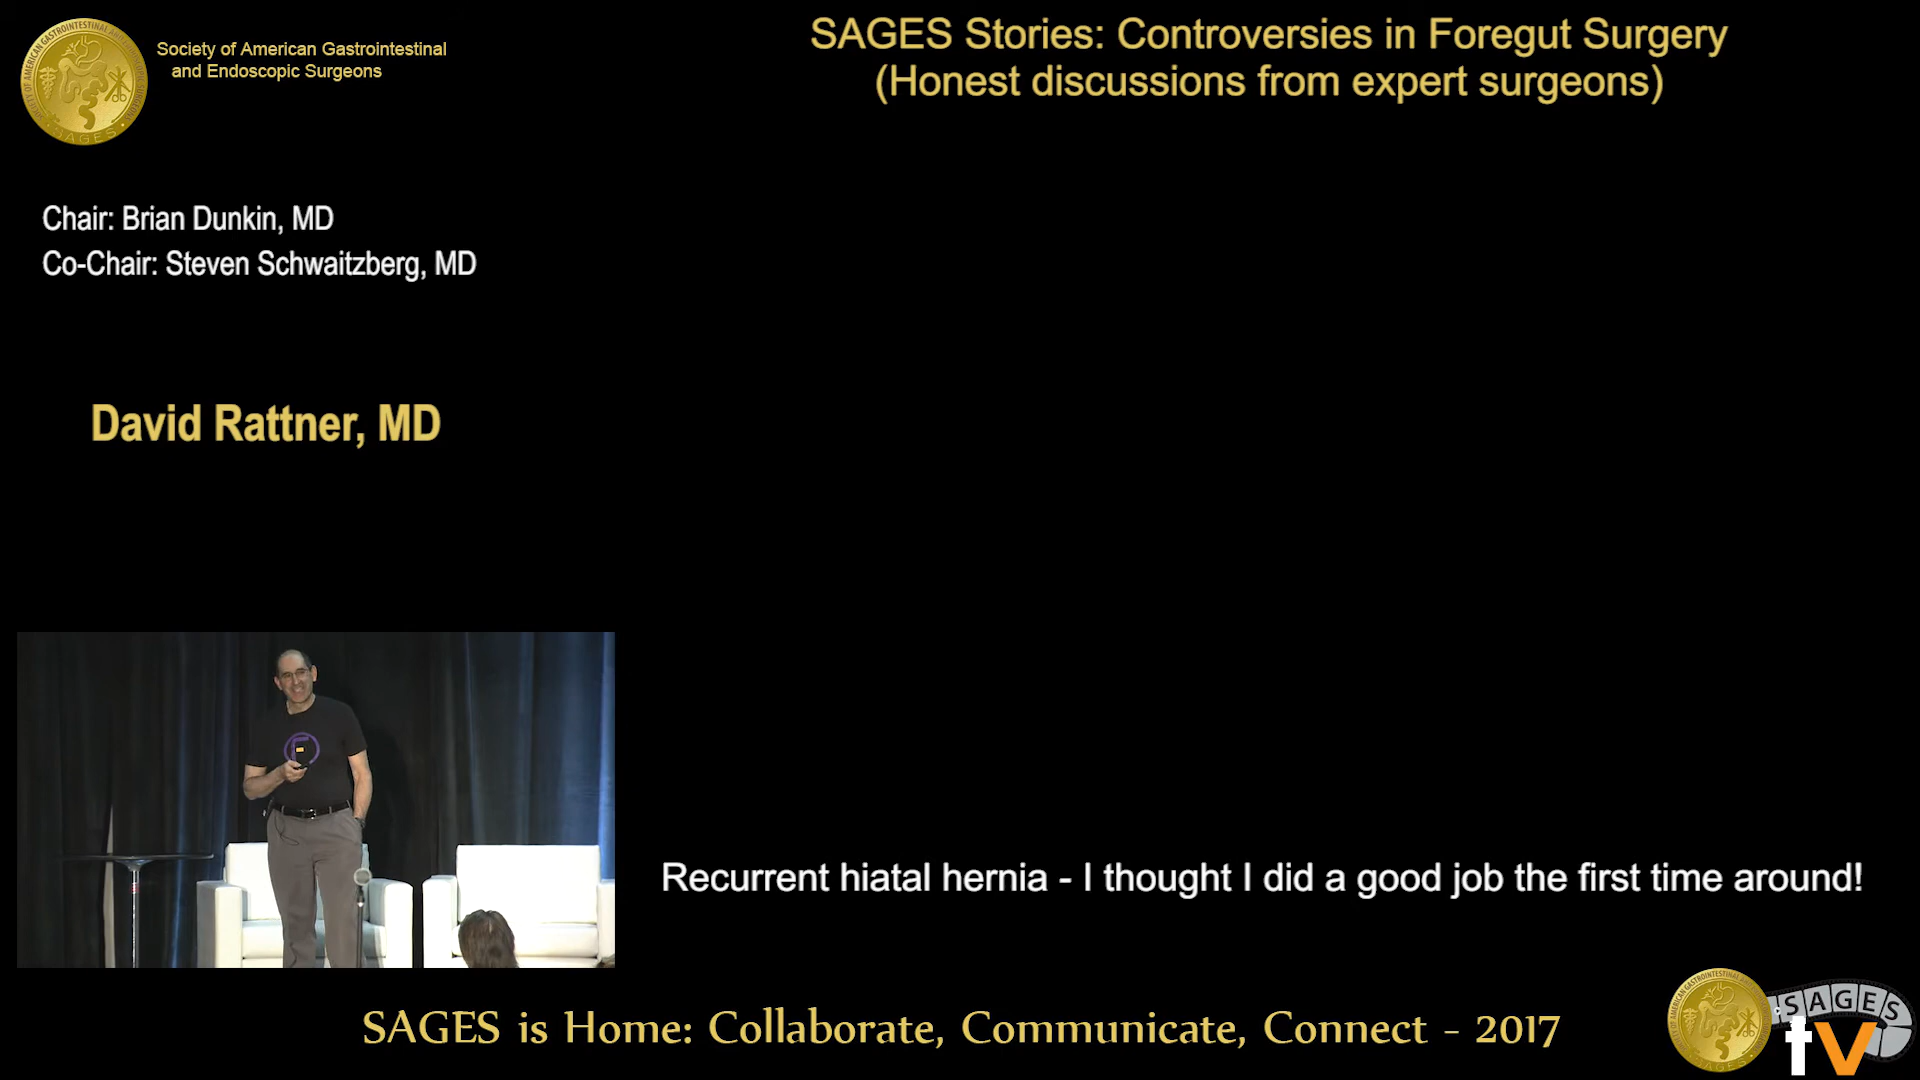 Society of American Gastrointestinal
and Endoscopic Surgeons
SAGES Stories: Controversies in Foregut Surgery
(Honest discussions from expert surgeons)
Chair: Brian Dunkin, MD
Co-Chair: Steven Schwaitzberg, MD
David Rattner, MD
Recurrent hiatal hernia - I thought I did a good job the first time around!
SAGES is Home: Collaborate, Communicate, Connect - 2017
SAGES
tv
SAGES